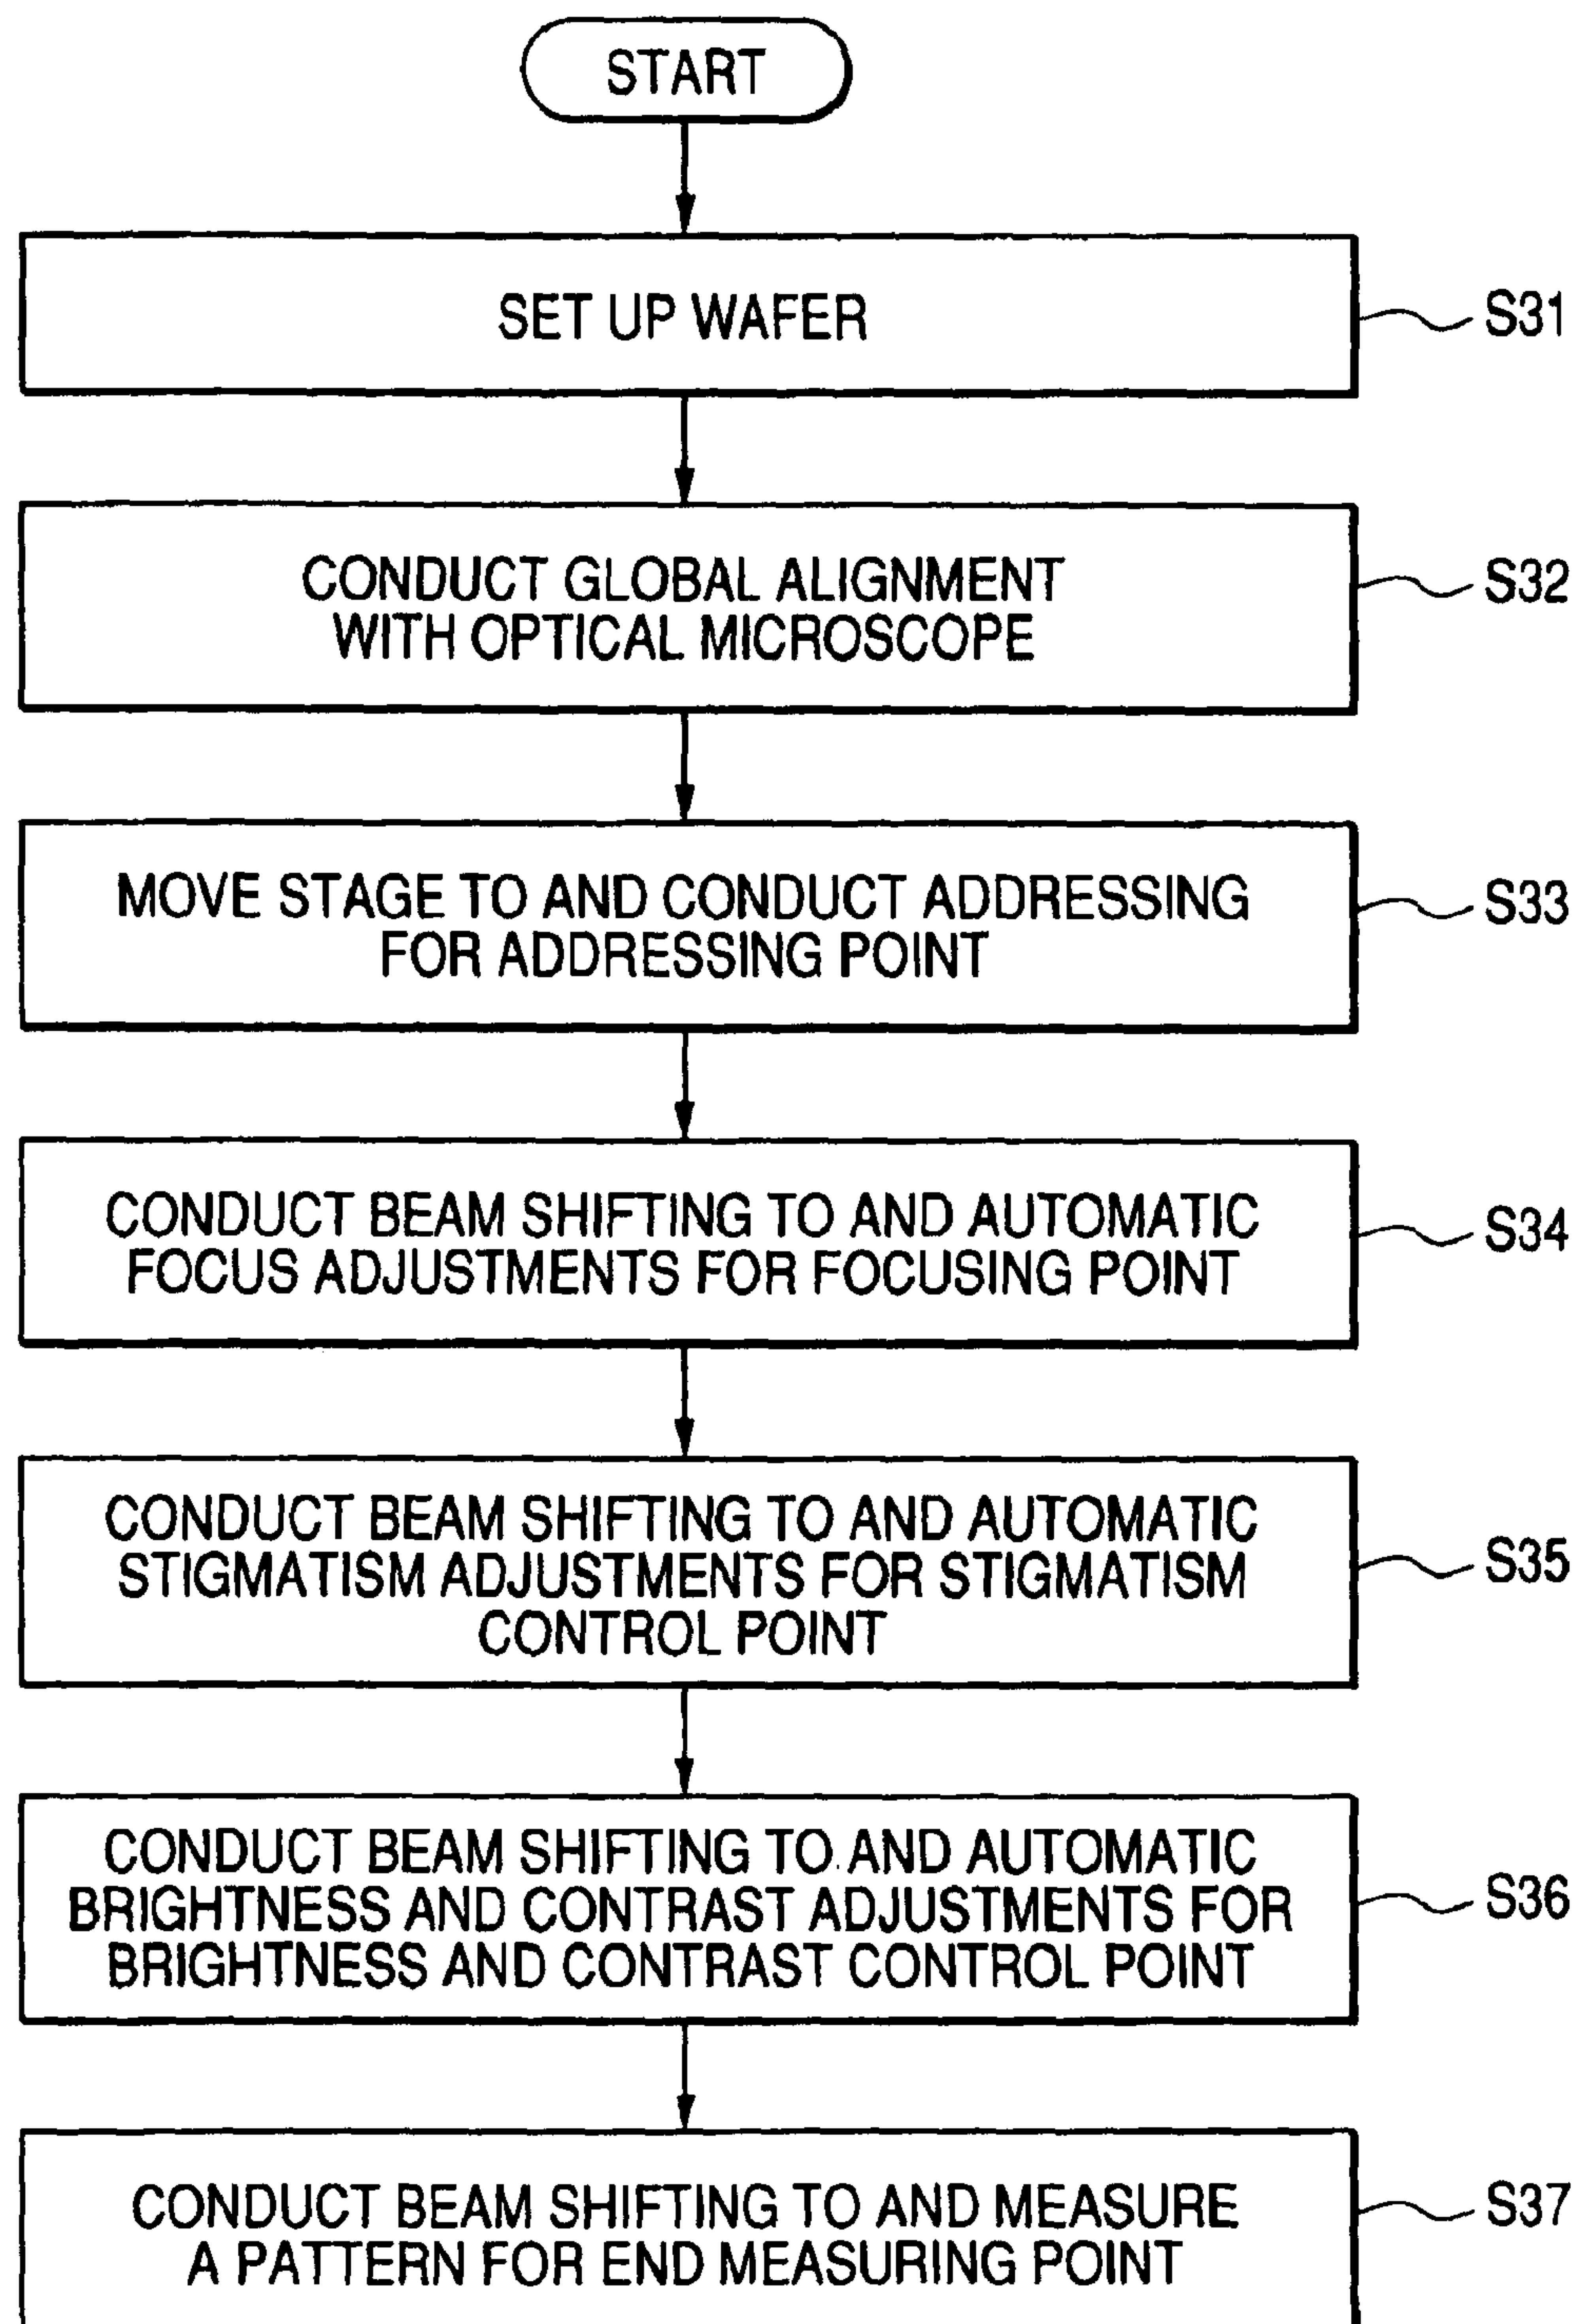 START
SET UP WAFER
S31
CONDUCT GLOBAL ALIGNMENT
WITH OPTICAL MICROSCOPE
S32
MOVE STAGE TO AND CONDUCT ADDRESSING
FOR ADDRESSING POINT
S33
CONDUCT BEAM SHIFTING TO AND AUTOMATIC
FOCUS ADJUSTMENTS FOR FOCUSING POINT
S34
CONDUCT BEAM SHIFTING TO AND AUTOMATIC
STIGMATISM ADJUSTMENTS FOR STIGMATISM
CONTROL POINT
S35
CONDUCT BEAM SHIFTING TO AND AUTOMATIC
BRIGHTNESS AND CONTRAST ADJUSTMENTS FOR
BRIGHTNESS AND CONTRAST CONTROL POINT
S36
CONDUCT BEAM SHIFTING TO AND MEASURE
A PATTERN FOR END MEASURING POINT
S37